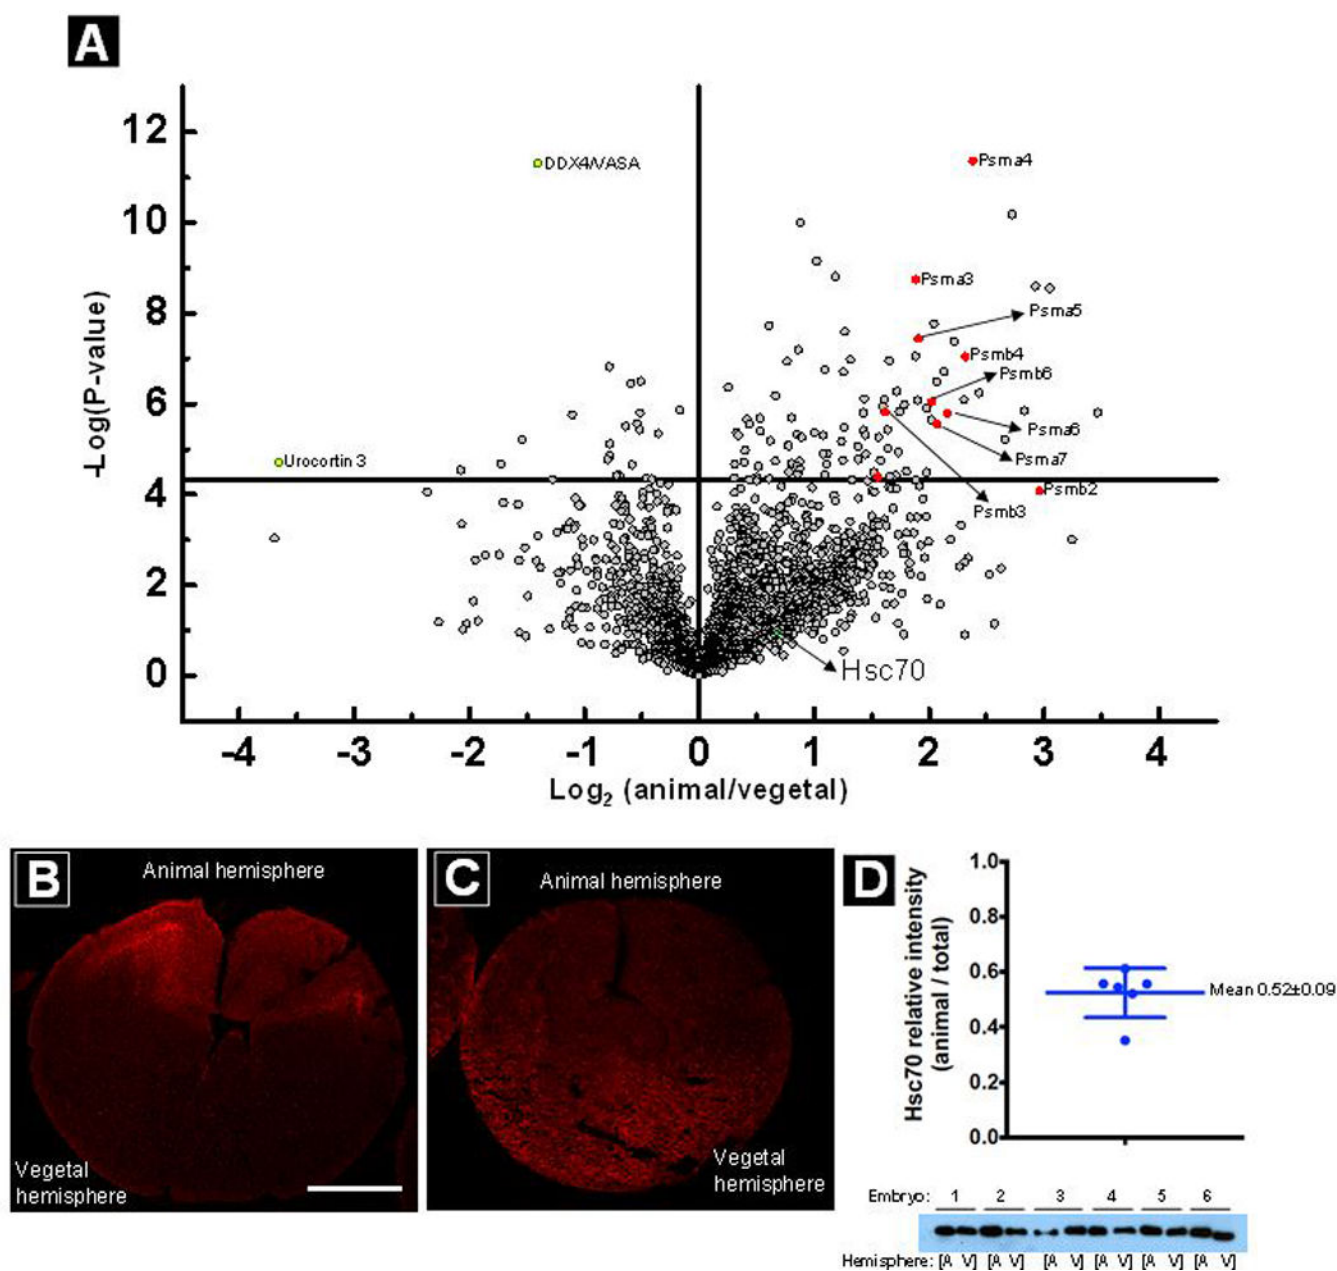 A
12
10
8
6
4
2
0
-Log(P-value)
DDX4/VASA
Psma4
Psma3
Psma5
Psmb4
Psmb6
Psma6
Psma7
Urocortin 3
Psmb2
Psmb3
Hsc70
-4 -3 -2 -1 0 1 2 3 4
Log2 (animal/vegetal)
B
Animal hemisphere
Vegetal
hemisphere
C
Animal hemisphere
Vegetal
hemisphere
D
Hsc70 relative intensity
(animal / total)
1.0
0.8
0.6
0.4
0.2
0.0
Mean 0.52±0.09
Embryo: 1 2 3 4 5 6
Hemisphere: [A V] [A V] [A V] [A V] [A V] [A V]